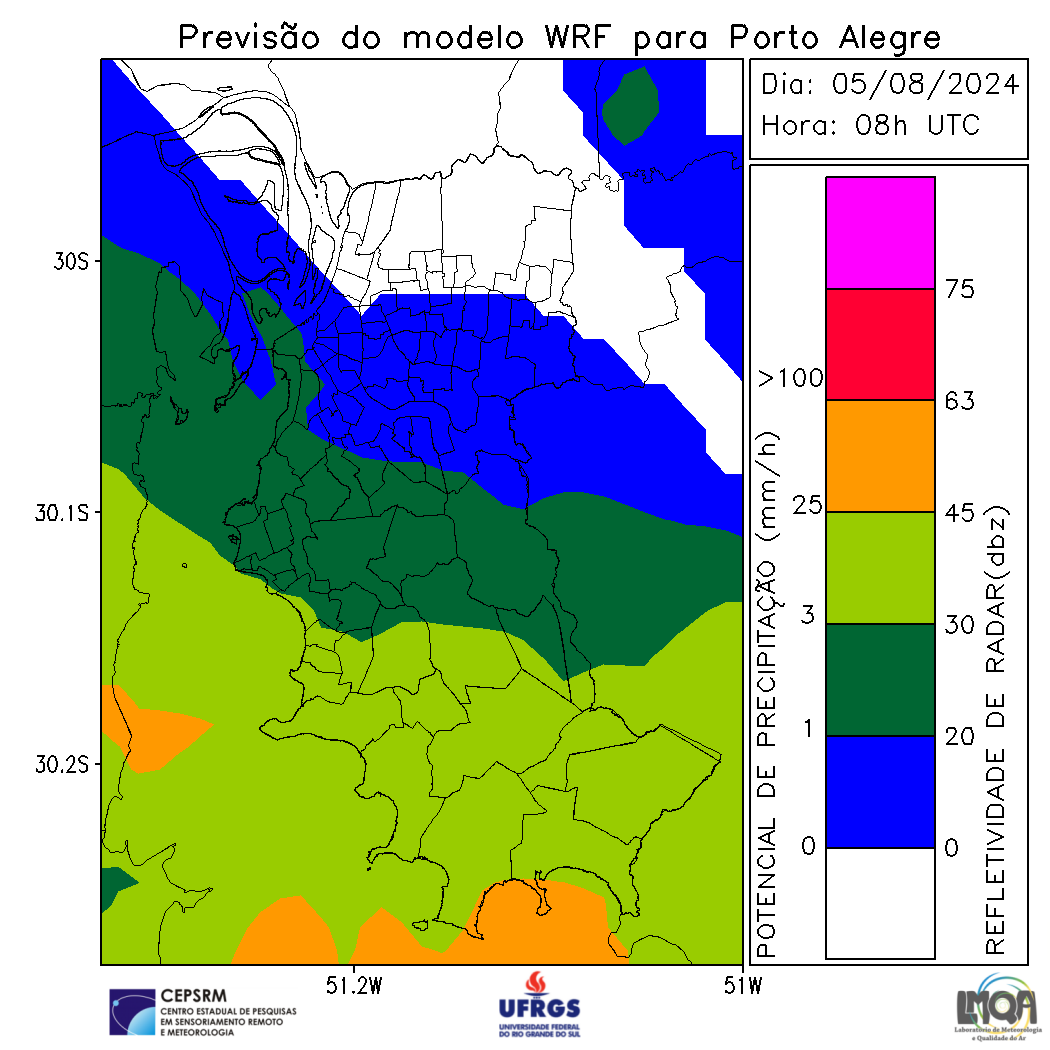 Previsão do modelo WRF para Porto Alegre
Dia: 05/08/2024
Hora: 08h UTC
30S
30.1S
30.2S
51.2W
51W
POTENCIAL DE PRECIPITAÇÃO (mm/h)
>100
25
3
1
0
75
63
45
30
20
0
REFLETIVIDADE DE RADAR(dbz)
CEPSRM
CENTRO ESTADUAL DE PESQUISAS
EM SENSORIAMENTO REMOTO
E METEOROLOGIA
UFRGS
UNIVERSIDADE FEDERAL
DO RIO GRANDE DO SUL
LMQA
Laboratório de Meteorologia
e Qualidade do Ar